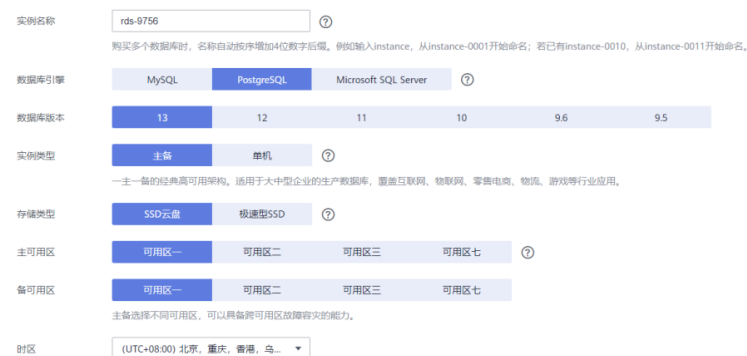 实例名称 rds-9756
购买多个数据库时，名称自动按序增加4位数字后缀。例如输入instance，从instance-0001开始命名；若已有instance-0010，从instance-0011开始命名。
数据库引擎 MySQL PostgreSQL Microsoft SQL Server
数据库版本 13 12 11 10 9.6 9.5
实例类型 主备 单机
一主一备的经典高可用架构。适用于大中型企业的生产数据库，覆盖互联网、物联网、零售电商、物流、游戏等行业应用。
存储类型 SSD云盘 极速型SSD
主可用区 可用区一 可用区二 可用区三 可用区七
备可用区 可用区一 可用区二 可用区三 可用区七
主备选择不同可用区，可以具备跨可用区故障容灾的能力。
时区 (UTC+08:00) 北京，重庆，香港，乌...